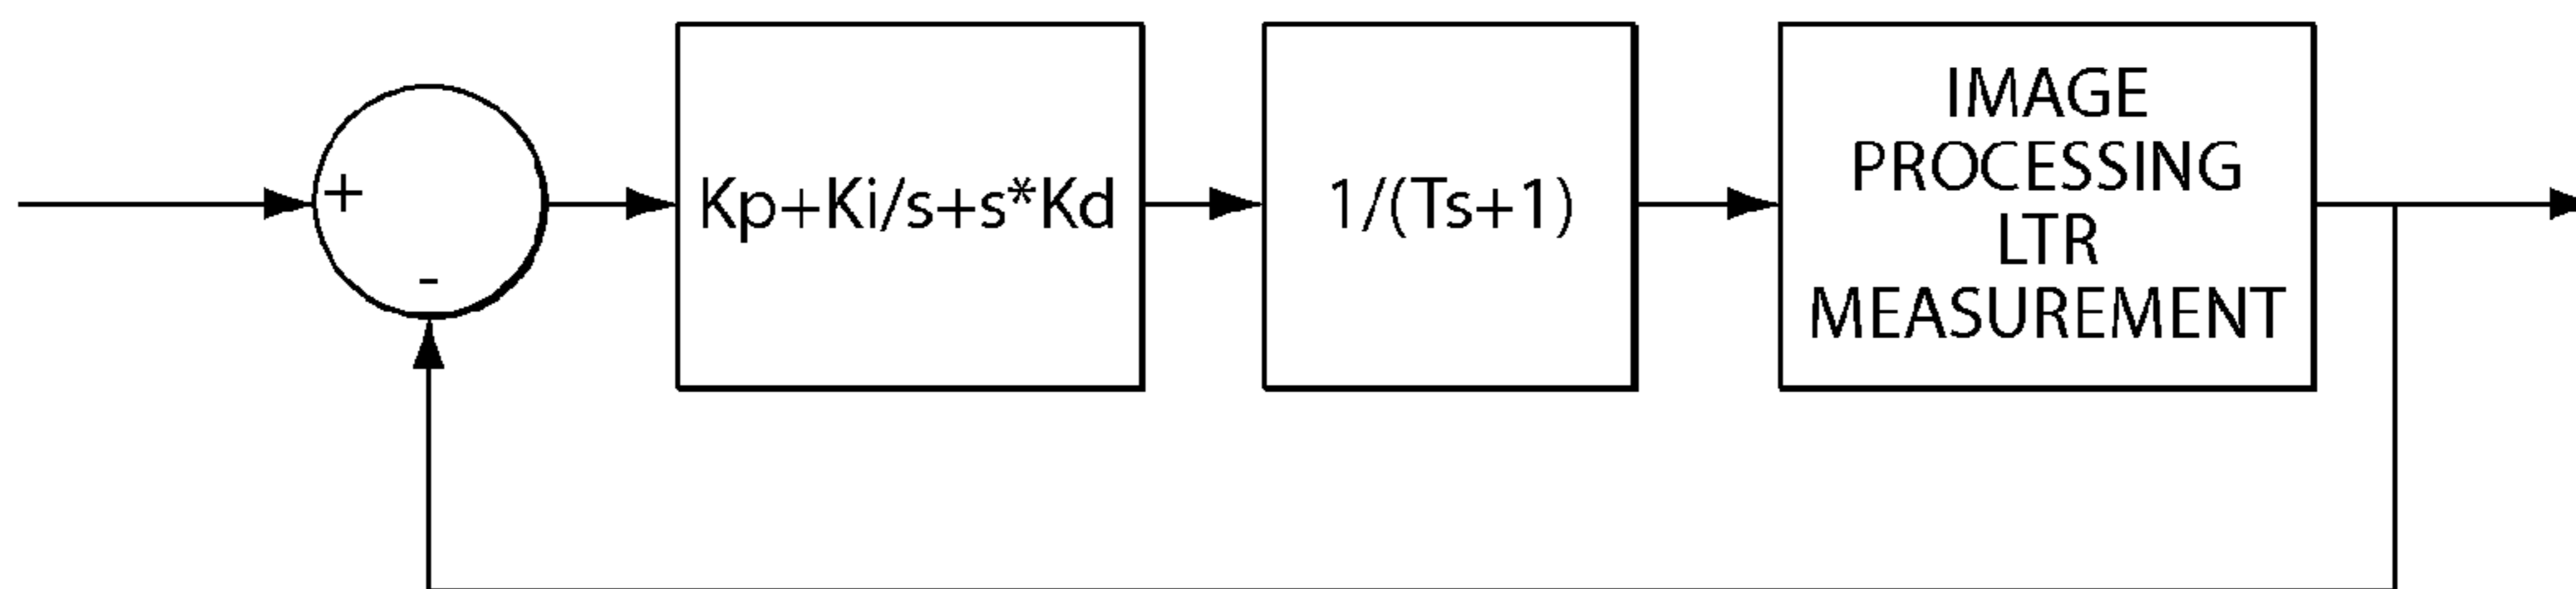 +
-
Kp+Ki/s+s*Kd
1/(Ts+1)
IMAGE
PROCESSING
LTR
MEASUREMENT